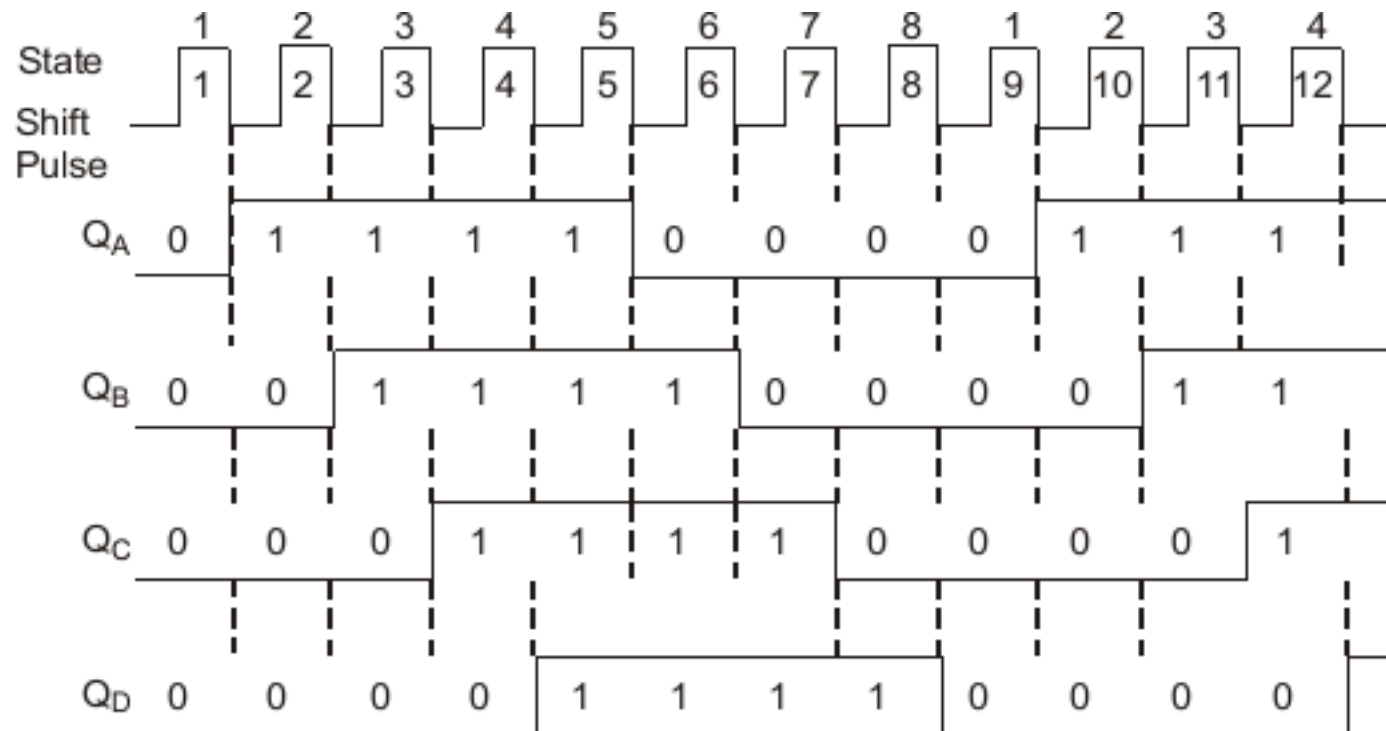 1 2 3 4 5 6 7 8 1 2 3 4
State
1 2 3 4 5 6 7 8 9 10 11 12
Shift
Pulse
QA 0 1 1 1 1 0 0 0 0 1 1 1
QB 0 0 1 1 1 1 0 0 0 0 1 1
QC 0 0 0 1 1 1 1 0 0 0 0 1
QD 0 0 0 0 1 1 1 1 0 0 0 0